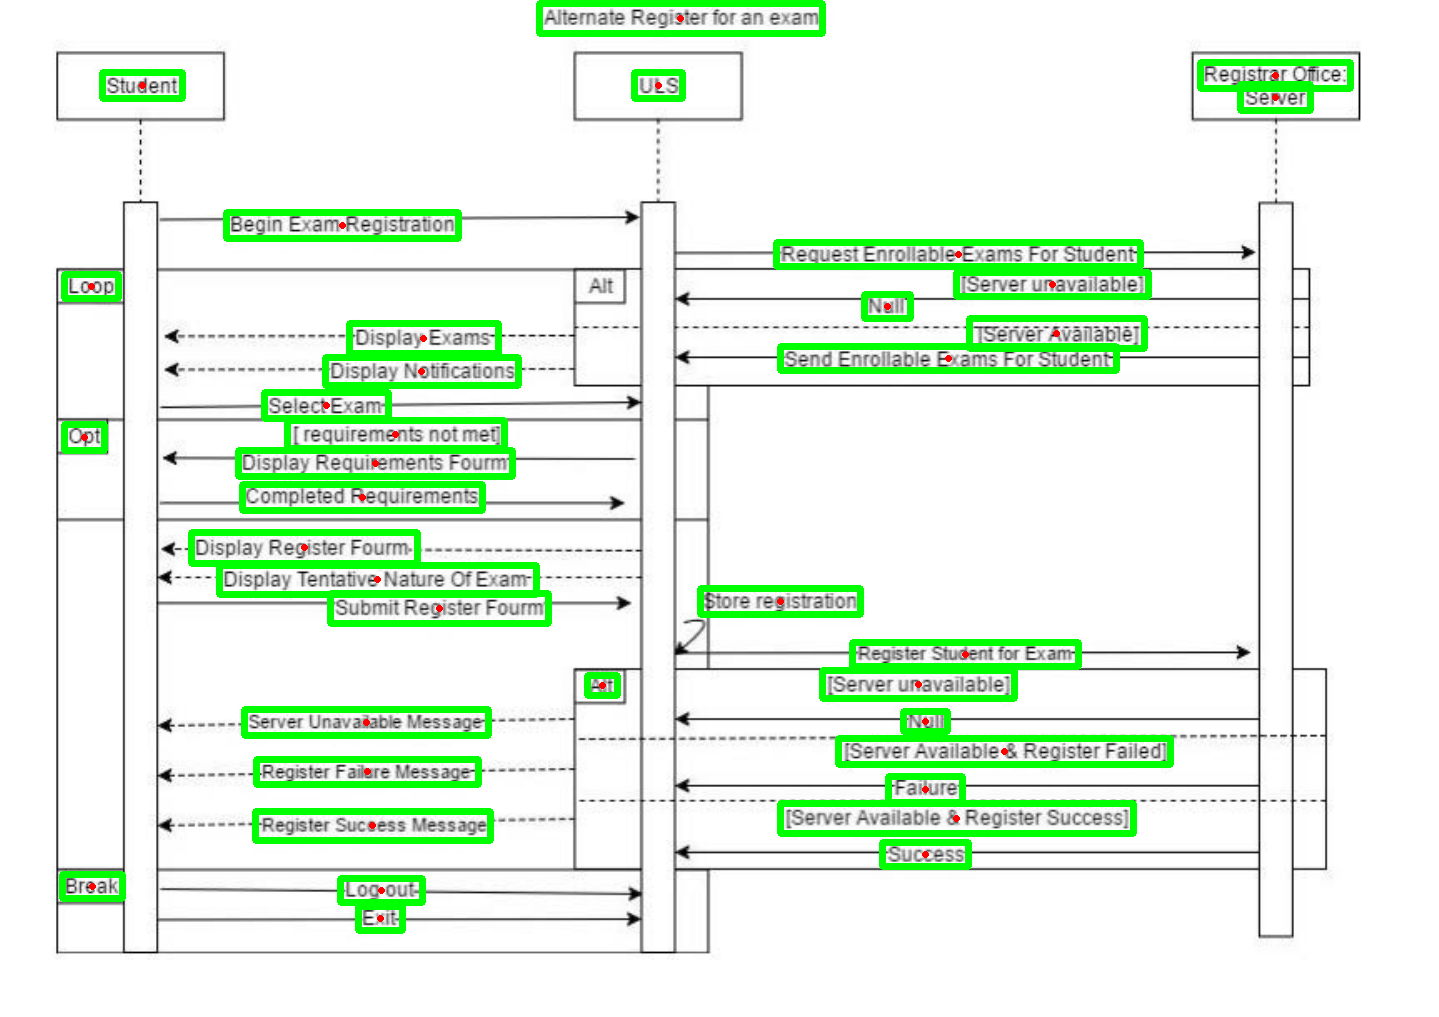 Alternate Register for an exam
Student
ULS
Registrar Office:
Server
Begin Exam Registration
Request Enrollable Exams For Student
Loop
Alt
[Server unavailable]
Null
[Server Available]
Display Exams
Send Enrollable Exams For Student
Display Notifications
Select Exam
Opt
[ requirements not met]
Display Requirements Fourm
Completed Requirements
Display Register Fourm
Display Tentative Nature Of Exam
Submit Register Fourm
Store registration
Register Student for Exam
Alt
[Server unavailable]
Server Unavailable Message
Null
[Server Available & Register Failed]
Register Failure Message
Failure
[Server Available & Register Success]
Register Success Message
Success
Break
Log out
Exit